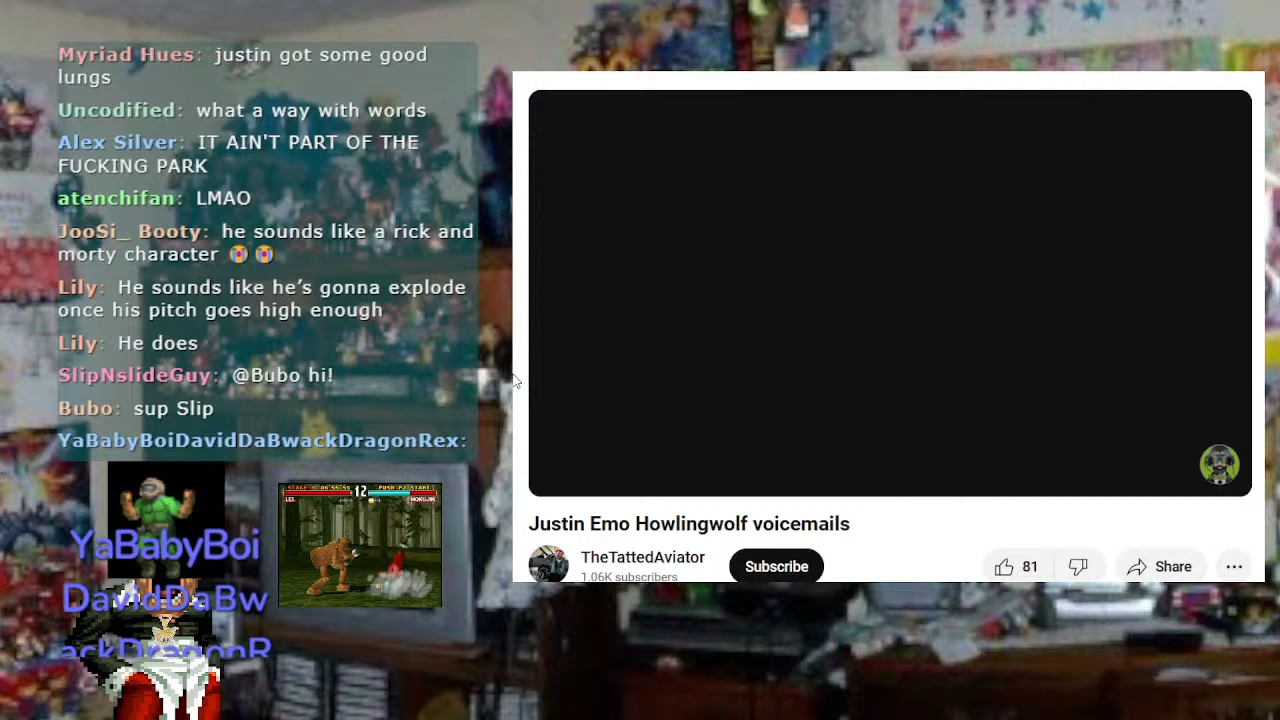 Myriad Hues: justin got some good
lungs
Uncodified: what a way with words
Alex Silver: IT AIN'T PART OF THE
FUCKING PARK
atenchifan: LMAO
JooSi_ Booty: he sounds like a rick and
morty character 😭😭
Lily: He sounds like he’s gonna explode
once his pitch goes high enough
Lily: He does
SlipNslideGuy: @Bubo hi!
Bubo: sup Slip
YaBabyBoiDavidDaBwackDragonRex:
12
LEI
MOKUJIN
YaBabyBoi
DavidDaBw
ackDragonR
Justin Emo Howlingwolf voicemails
TheTattedAviator
1.06K subscribers
Subscribe
81
Share